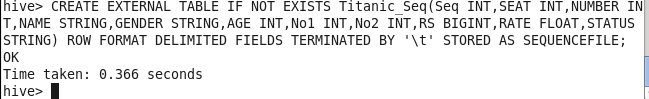 hive> CREATE EXTERNAL TABLE IF NOT EXISTS Titanic_Seq(Seq INT,SEAT INT,NUMBER IN
T,NAME STRING,GENDER STRING,AGE INT,No1 INT,No2 INT,RS BIGINT,RATE FLOAT,STATUS
STRING) ROW FORMAT DELIMITED FIELDS TERMINATED BY '\t' STORED AS SEQUENCEFILE;
OK
Time taken: 0.366 seconds
hive>